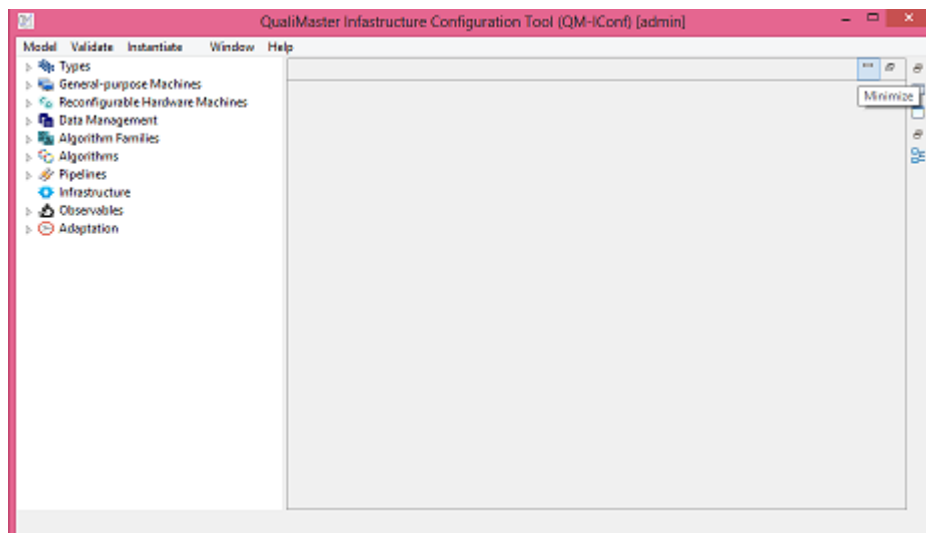 QualiMaster Infastructure Configuration Tool (QM-IConf) [admin]
Model Validate Instantiate Window Help
Types
General-purpose Machines
Reconfigurable Hardware Machines
Data Management
Algorithm Families
Algorithms
Pipelines
Infrastructure
Observables
Adaptation
Minimize